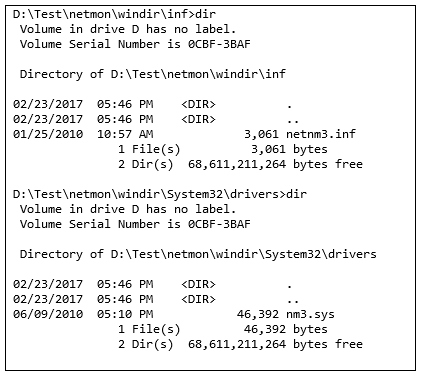 D:\Test\netmon\windir\inf>dir
 Volume in drive D has no label.
 Volume Serial Number is 0CBF-3BAF

 Directory of D:\Test\netmon\windir\inf

02/23/2017  05:46 PM    <DIR>          .
02/23/2017  05:46 PM    <DIR>          ..
01/25/2010  10:57 AM             3,061 netnm3.inf
               1 File(s)          3,061 bytes
               2 Dir(s)  68,611,211,264 bytes free

D:\Test\netmon\windir\System32\drivers>dir
 Volume in drive D has no label.
 Volume Serial Number is 0CBF-3BAF

 Directory of D:\Test\netmon\windir\System32\drivers

02/23/2017  05:46 PM    <DIR>          .
02/23/2017  05:46 PM    <DIR>          ..
06/09/2010  05:10 PM            46,392 nm3.sys
               1 File(s)         46,392 bytes
               2 Dir(s)  68,611,211,264 bytes free